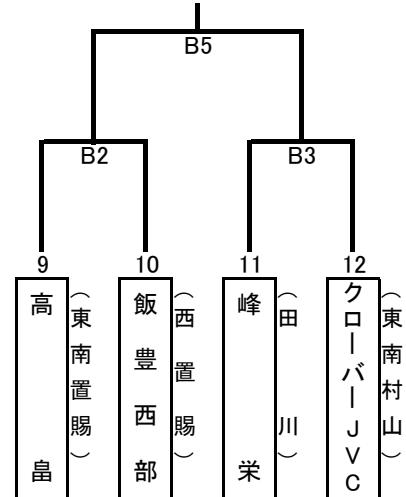 B5
B2
B3
9
10
11
12
高畠
（東南置賜）
飯豊西部
（西置賜）
峰栄
（田川）
クローバーJVC
（東南村山）